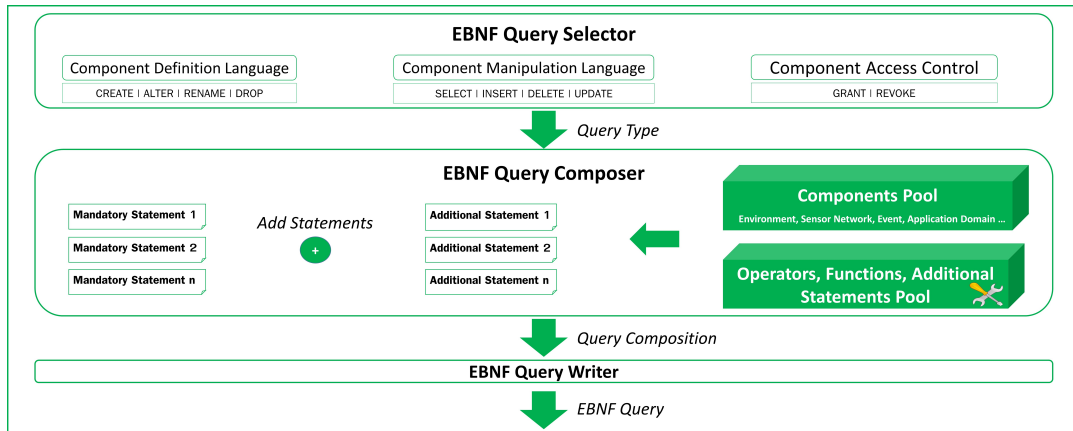 EBNF Query Selector
Component Definition Language
CREATE | ALTER | RENAME | DROP
Component Manipulation Language
SELECT | INSERT | DELETE | UPDATE
Component Access Control
GRANT | REVOKE
Query Type
EBNF Query Composer
Mandatory Statement 1
Mandatory Statement 2
Mandatory Statement n
Add Statements
+
Additional Statement 1
Additional Statement 2
Additional Statement n
Components Pool
Environment, Sensor Network, Event, Application Domain ...
Operators, Functions, Additional
Statements Pool
Query Composition
EBNF Query Writer
EBNF Query